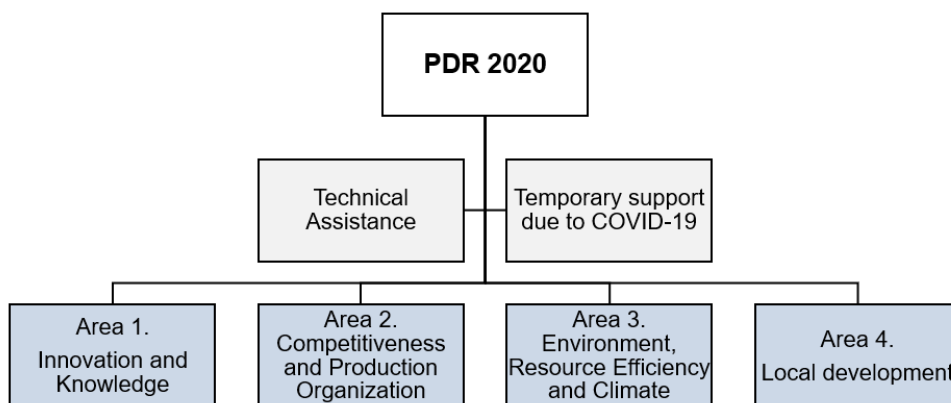 PDR 2020
Technical
Assistance
Temporary support
due to COVID-19
Area 1.
Innovation and
Knowledge
Area 2.
Competitiveness
and Production
Organization
Area 3.
Environment,
Resource Efficiency
and Climate
Area 4.
Local development